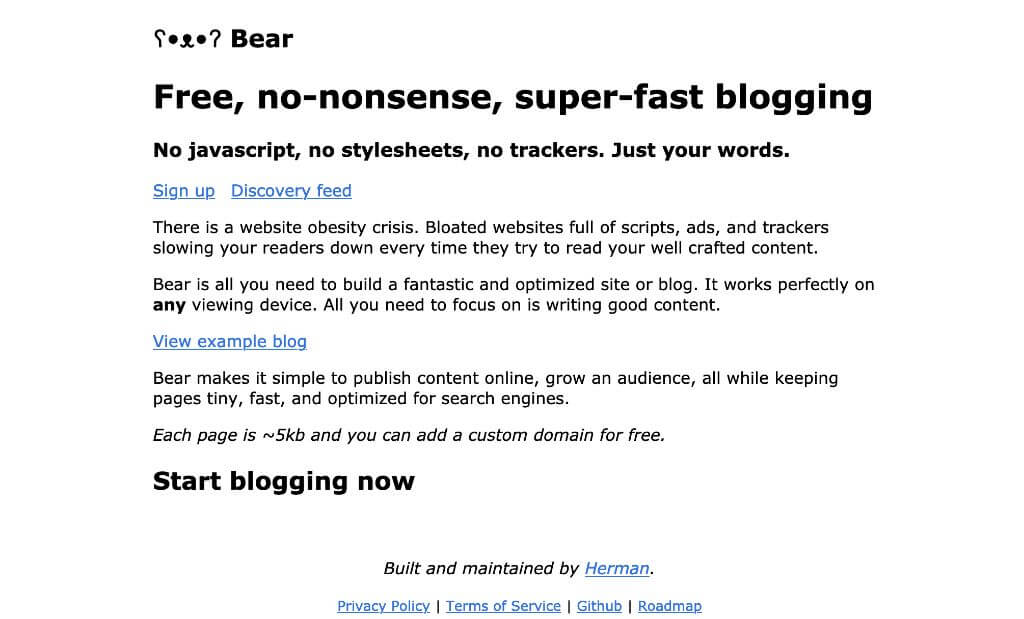 ʕ•ᴥ•ʔ Bear
Free, no-nonsense, super-fast blogging
No javascript, no stylesheets, no trackers. Just your words.
Sign up Discovery feed
There is a website obesity crisis. Bloated websites full of scripts, ads, and trackers
slowing your readers down every time they try to read your well crafted content.
Bear is all you need to build a fantastic and optimized site or blog. It works perfectly on
any viewing device. All you need to focus on is writing good content.
View example blog
Bear makes it simple to publish content online, grow an audience, all while keeping
pages tiny, fast, and optimized for search engines.
Each page is ~5kb and you can add a custom domain for free.
Start blogging now
Built and maintained by Herman.
Privacy Policy | Terms of Service | Github | Roadmap